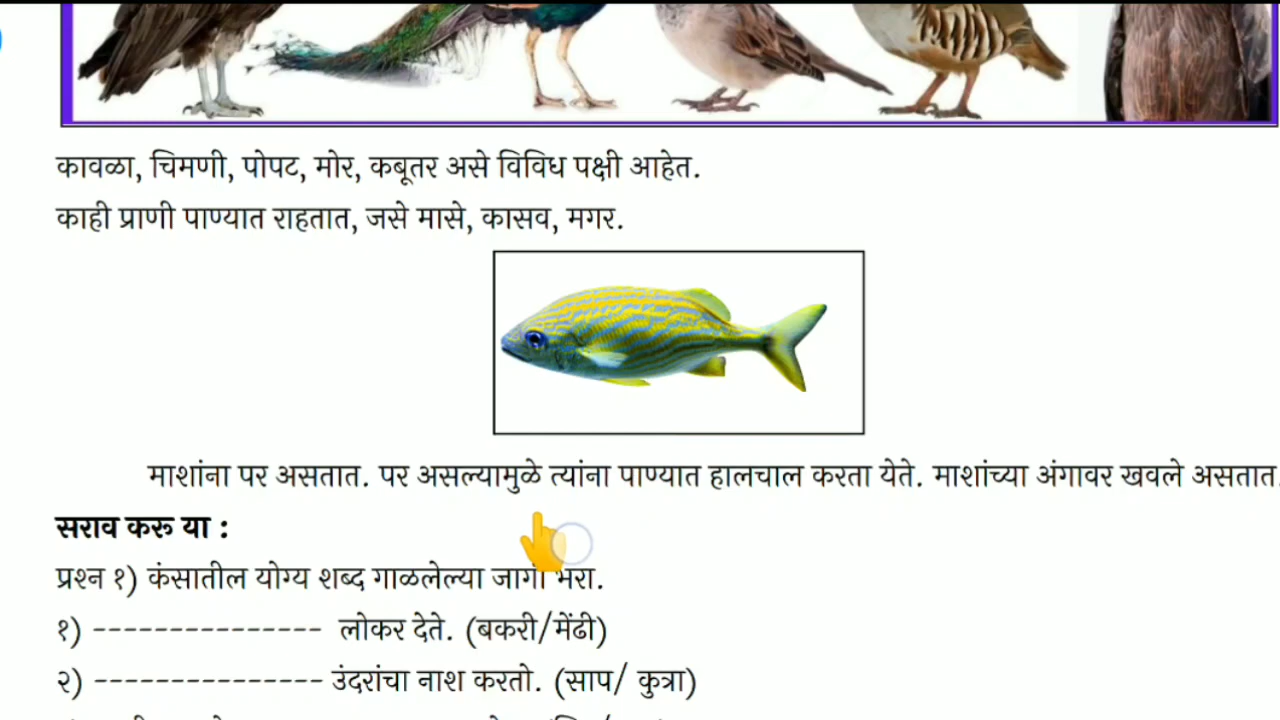 कावळा, चिमणी, पोपट, मोर, कबूतर असे विविध पक्षी आहेत.
काही प्राणी पाण्यात राहतात, जसे मासे, कासव, मगर.
माशांना पर असतात. पर असल्यामुळे त्यांना पाण्यात हालचाल करता येते. माशांच्या अंगावर खवले असतात.
सराव करू या :
प्रश्न १) कंसातील योग्य शब्द गाळलेल्या जागी भरा.
१) --------------- लोकर देते. (बकरी/मेंढी)
२) --------------- उंदरांचा नाश करतो. (साप/ कुत्रा)